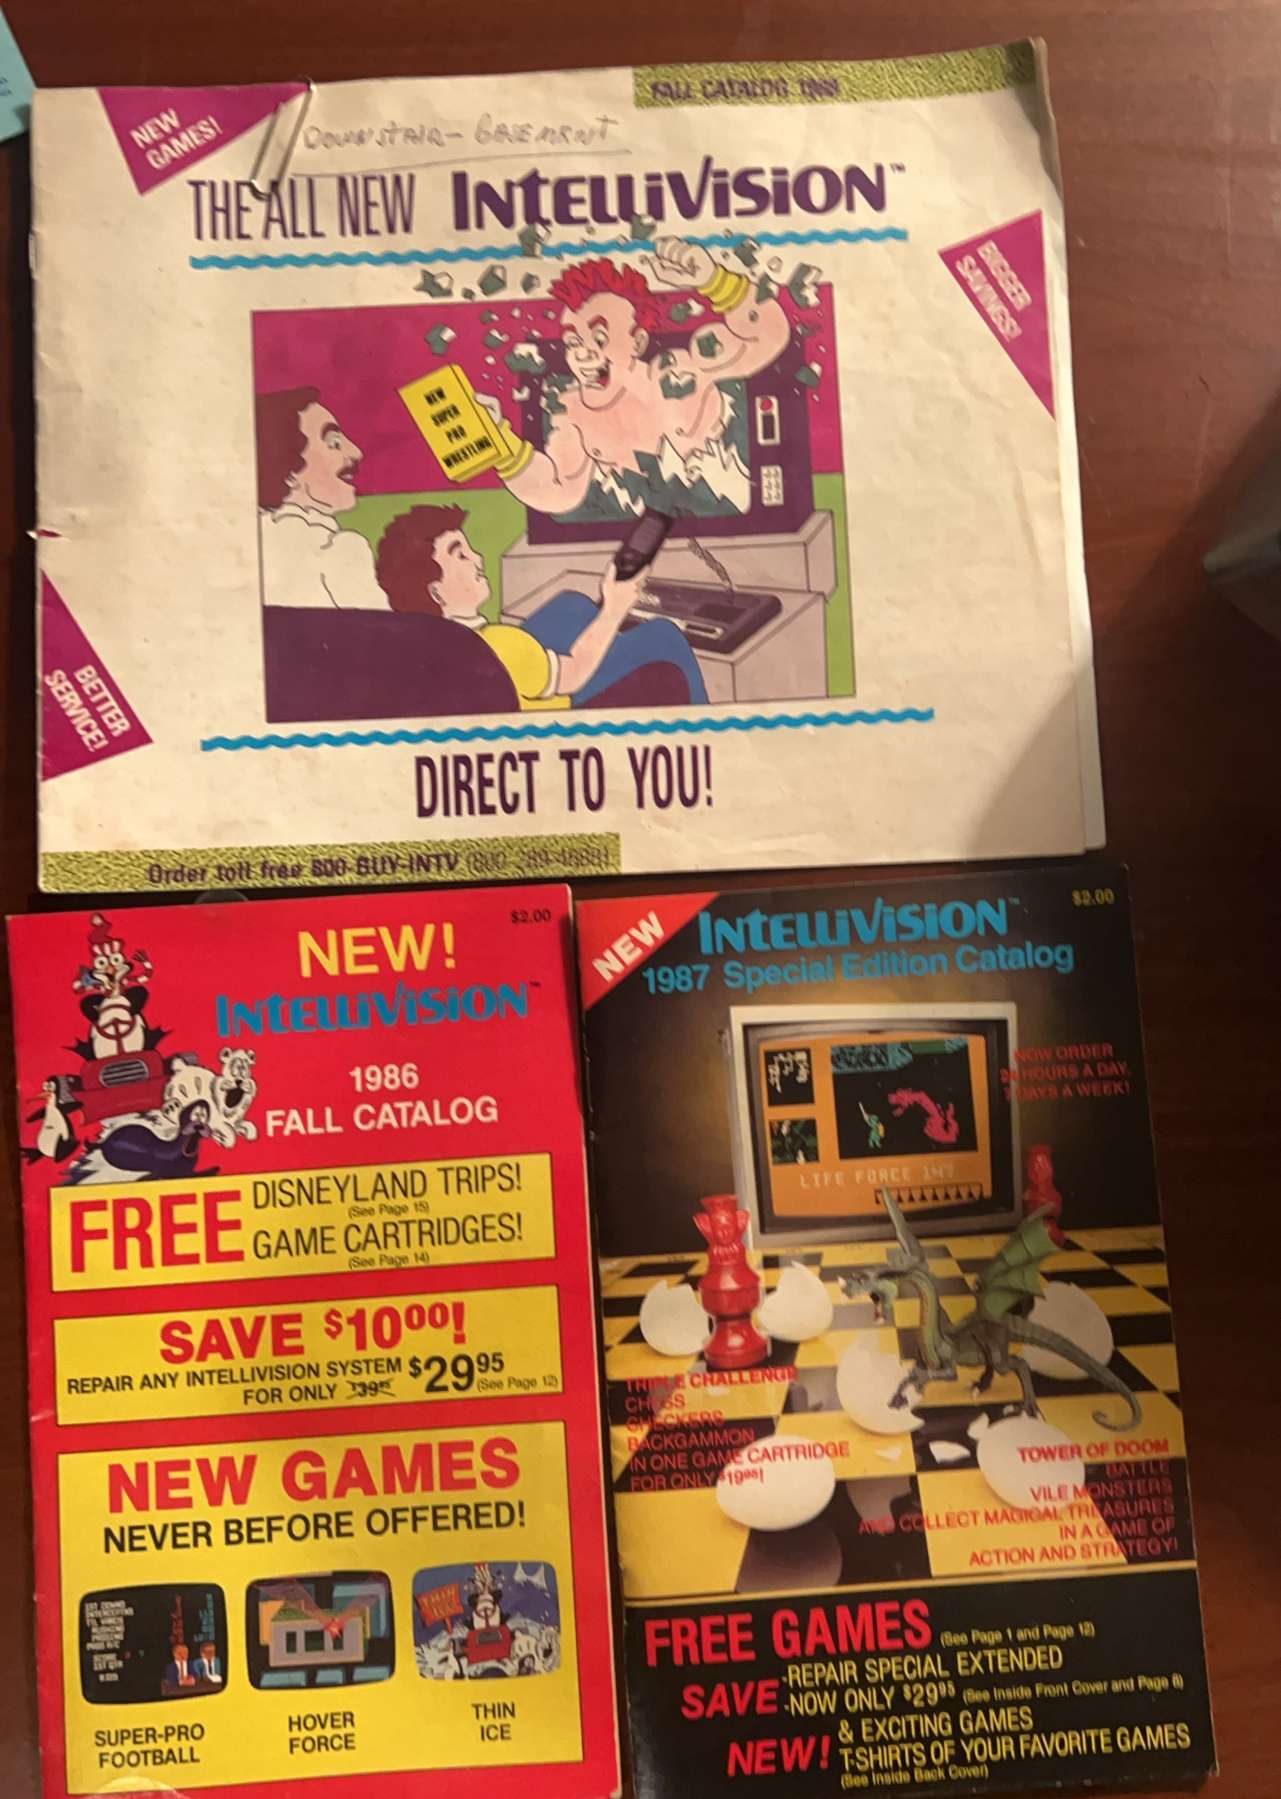 FALL CATALOG 1988
NEW
GAMES!
DOWNSTAIR - BASEMENT
THE ALL NEW INTELLIVISION™
BIGGER
SAVINGS!
NEW
SUPER
PRO
WRESTLING
BETTER
SERVICE!
DIRECT TO YOU!
Order toll free 800-BUY-INTV (800-289-4688)
$2.00
NEW!
INTELLIVISION™
1986
FALL CATALOG
FREE DISNEYLAND TRIPS!
(See Page 15)
GAME CARTRIDGES!
(See Page 14)
SAVE $10.00!
REPAIR ANY INTELLIVISION SYSTEM $29.95
FOR ONLY $39.95 (See Page 12)
NEW GAMES
NEVER BEFORE OFFERED!
THIN
ICE
SUPER-PRO
FOOTBALL
HOVER
FORCE
THIN
ICE
$2.00
NEW
INTELLIVISION™
1987 Special Edition Catalog
NOW ORDER
24 HOURS A DAY,
7 DAYS A WEEK!
LIFE FORCE 147
TRIPLE CHALLENGE
CHESS
CHECKERS
BACKGAMMON
IN ONE GAME CARTRIDGE
FOR ONLY $19.95!
TOWER OF DOOM
BATTLE
VILE MONSTERS
AND COLLECT MAGICAL TREASURES
IN A GAME OF
ACTION AND STRATEGY!
FREE GAMES (See Page 1 and Page 12)
SAVE -REPAIR SPECIAL EXTENDED
-NOW ONLY $29.95 (See Inside Front Cover and Page 8)
NEW! & EXCITING GAMES
T-SHIRTS OF YOUR FAVORITE GAMES
(See Inside Back Cover)